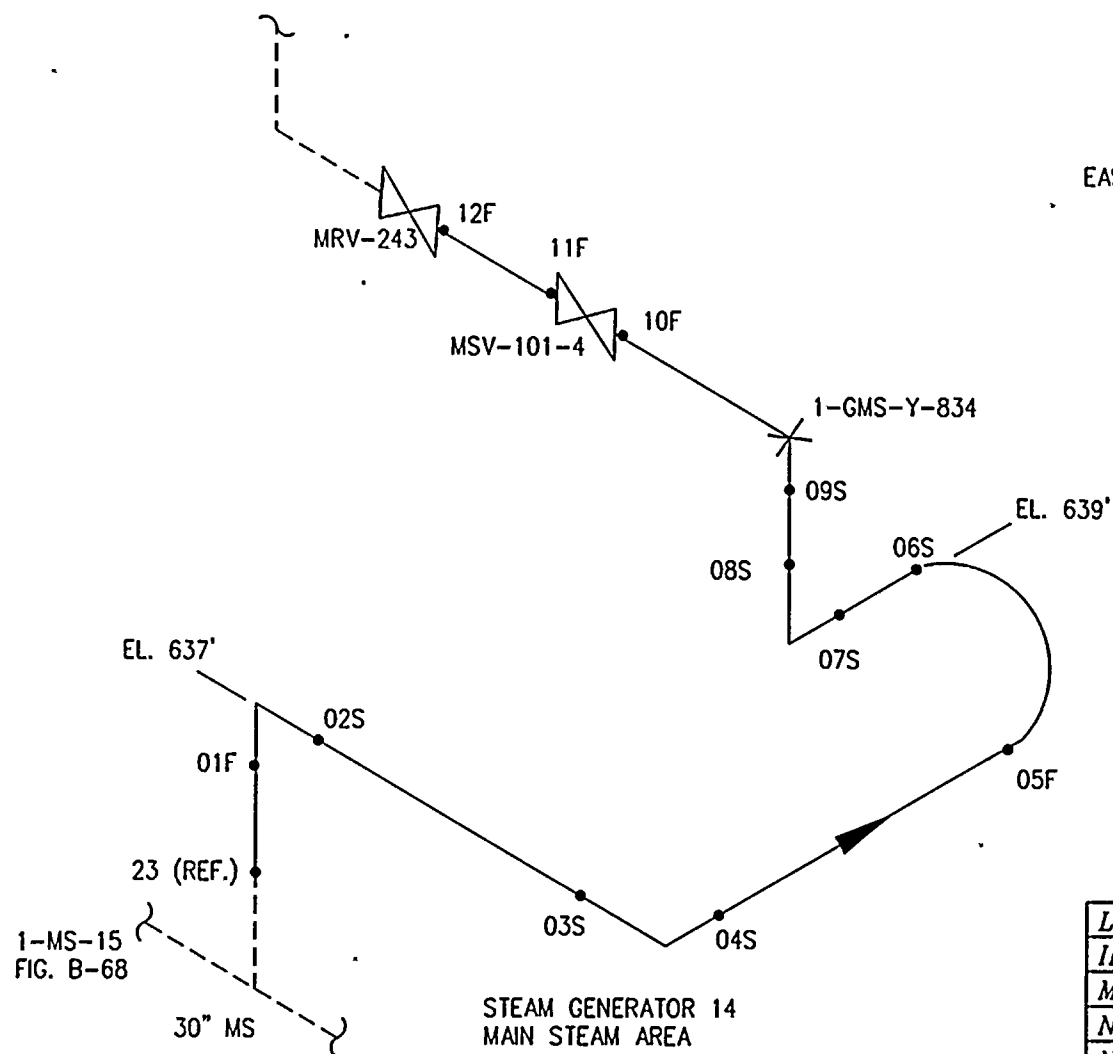 EAS
12F
MRV-243
11F
10F
MSV-101-4
1-GMS-Y-834
09S
EL. 639'
06S
08S
07S
EL. 637'
02S
01F
05F
23 (REF.)
03S
04S
1-MS-15
FIG. B-68
30" MS
STEAM GENERATOR 14
MAIN STEAM AREA
L
M
N